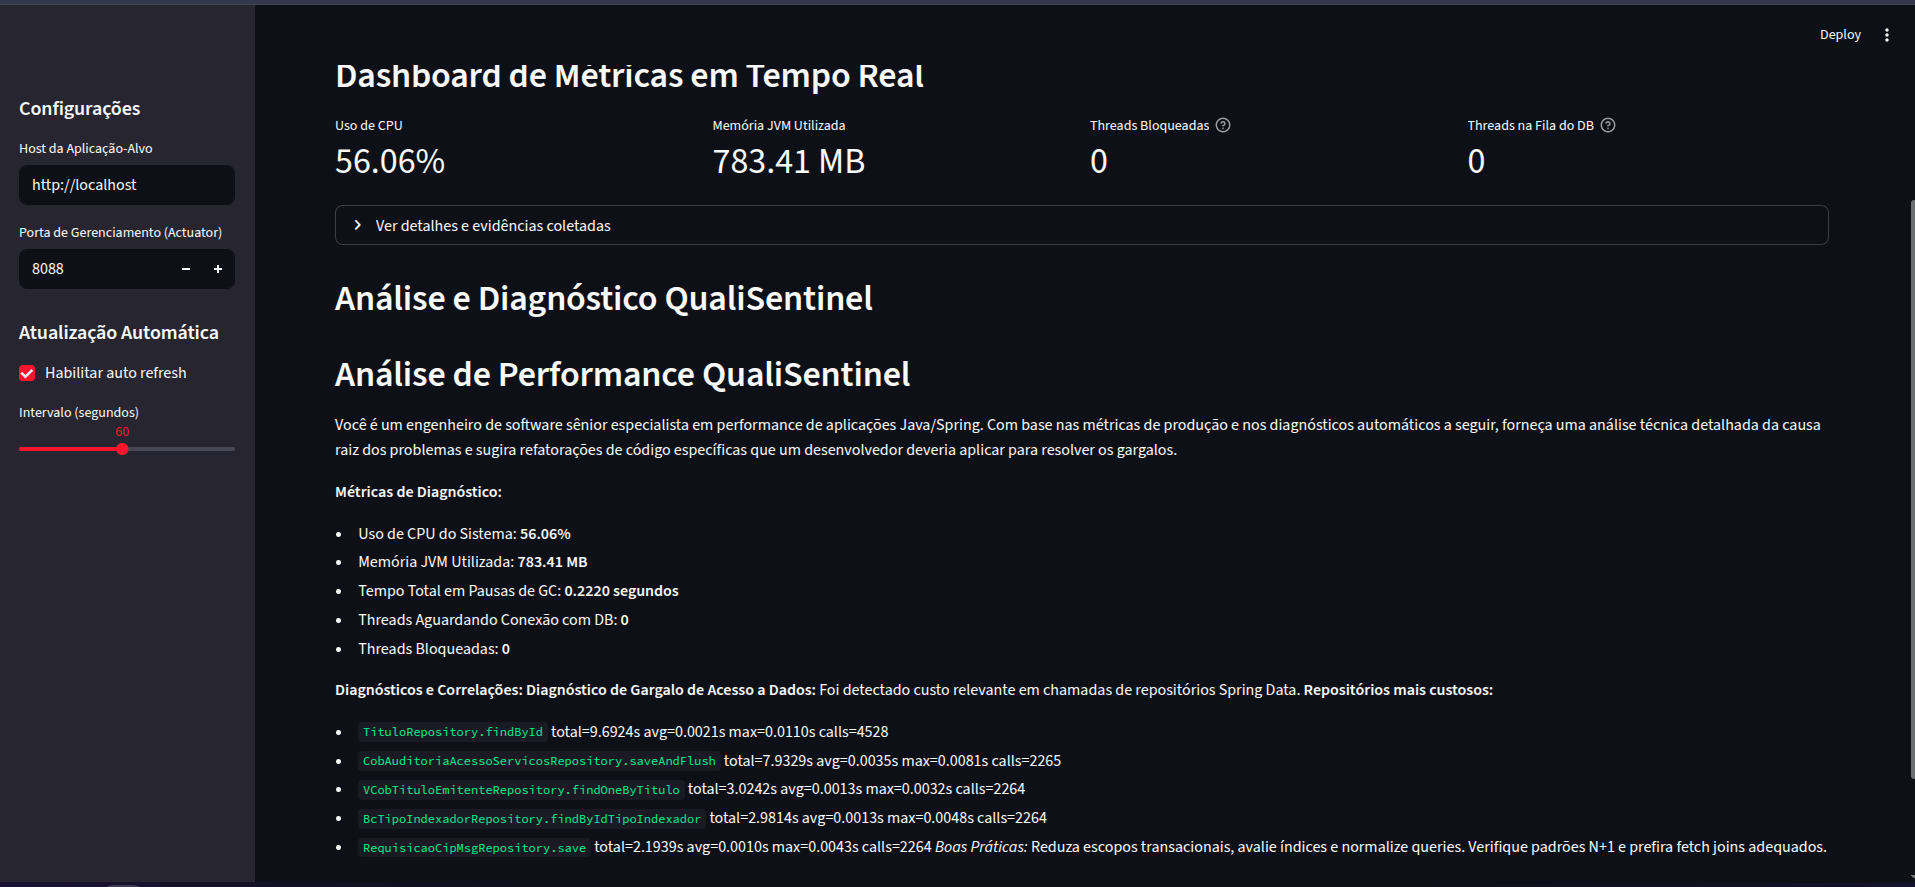 Deploy
Configurações
Host da Aplicação-Alvo
http://localhost
Porta de Gerenciamento (Actuator)
8088
Atualização Automática
Habilitar auto refresh
Intervalo (segundos)
60
Dashboard de Métricas em Tempo Real
Uso de CPU
56.06%
Memória JVM Utilizada
783.41 MB
Threads Bloqueadas
0
Threads na Fila do DB
0
Ver detalhes e evidências coletadas
Análise e Diagnóstico QualiSentinel
Análise de Performance QualiSentinel
Você é um engenheiro de software sênior especialista em performance de aplicações Java/Spring. Com base nas métricas de produção e nos diagnósticos automáticos a seguir, forneça uma análise técnica detalhada da causa
raiz dos problemas e sugira refatorações de código específicas que um desenvolvedor deveria aplicar para resolver os gargalos.
Métricas de Diagnóstico:
• Uso de CPU do Sistema: 56.06%
• Memória JVM Utilizada: 783.41 MB
• Tempo Total em Pausas de GC: 0.2220 segundos
• Threads Aguardando Conexão com DB: 0
• Threads Bloqueadas: 0
Diagnósticos e Correlações: Diagnóstico de Gargalo de Acesso a Dados: Foi detectado custo relevante em chamadas de repositórios Spring Data. Repositórios mais custosos:
• TituloRepository.findById total=9.6924s avg=0.0021s max=0.0110s calls=4528
• CobAuditoriaAcessoServicosRepository.saveAndFlush total=7.9329s avg=0.0035s max=0.0081s calls=2265
• VCobTituloEmitenteRepository.findOneByTitulo total=3.0242s avg=0.0013s max=0.0032s calls=2264
• BcTipoIndexadorRepository.findByIdTipoIndexador total=2.9814s avg=0.0013s max=0.0048s calls=2264
• RequisicaoCipMsgRepository.save total=2.1939s avg=0.0010s max=0.0043s calls=2264 Boas Práticas: Reduza escopos transacionais, avalie índices e normalize queries. Verifique padrões N+1 e prefira fetch joins adequados.